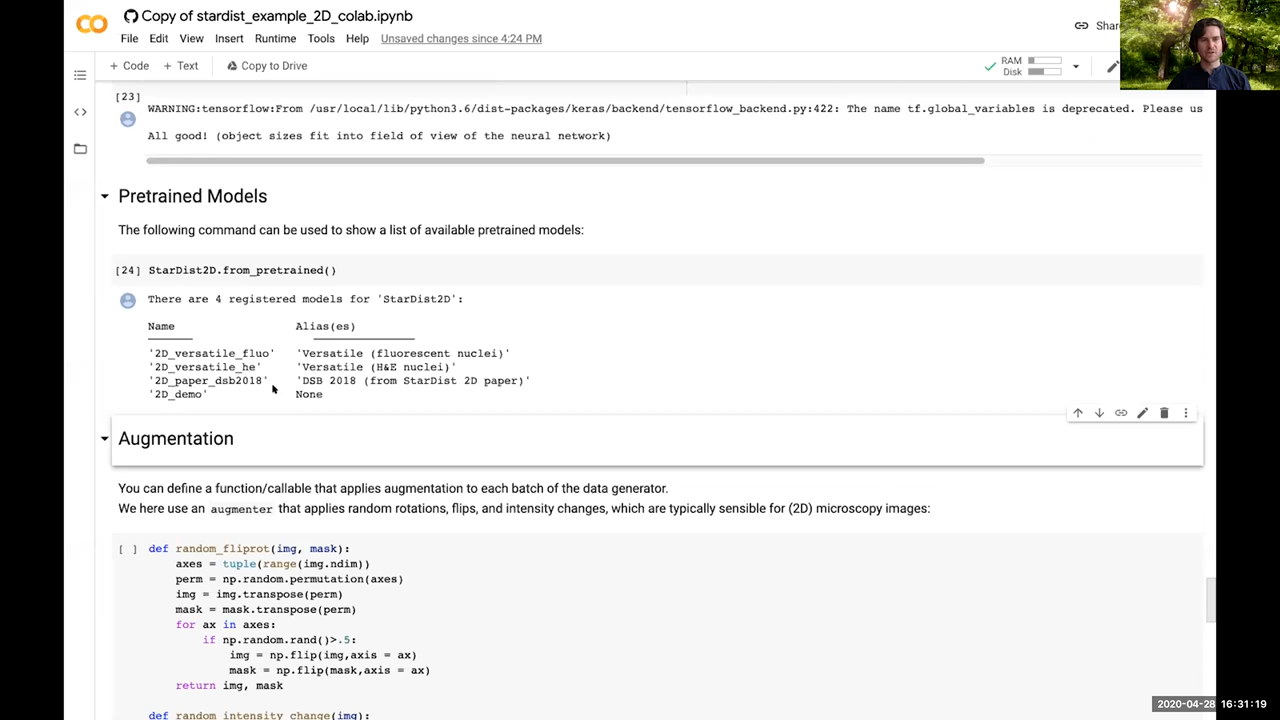 Copy of stardist_example_2D_colab.ipynb
File Edit View Insert Runtime Tools Help Unsaved changes since 4:24 PM
Shar
+ Code + Text Copy to Drive
RAM
Disk
[23]
WARNING:tensorflow:From /usr/local/lib/python3.6/dist-packages/keras/backend/tensorflow_backend.py:422: The name tf.global_variables is deprecated. Please us
All good! (object sizes fit into field of view of the neural network)
Pretrained Models
The following command can be used to show a list of available pretrained models:
[24] StarDist2D.from_pretrained()
There are 4 registered models for 'StarDist2D':
Name Alias(es)
'2D_versatile_fluo' 'Versatile (fluorescent nuclei)'
'2D_versatile_he' 'Versatile (H&E nuclei)'
'2D_paper_dsb2018' 'DSB 2018 (from StarDist 2D paper)'
'2D_demo' None
Augmentation
You can define a function/callable that applies augmentation to each batch of the data generator.
We here use an augmenter that applies random rotations, flips, and intensity changes, which are typically sensible for (2D) microscopy images:
[ ] def random_fliprot(img, mask):
axes = tuple(range(img.ndim))
perm = np.random.permutation(axes)
img = img.transpose(perm)
mask = mask.transpose(perm)
for ax in axes:
if np.random.rand()>.5:
img = np.flip(img,axis = ax)
mask = np.flip(mask,axis = ax)
return img, mask
def random_intensity_change(img):
2020-04-28 16:31:19